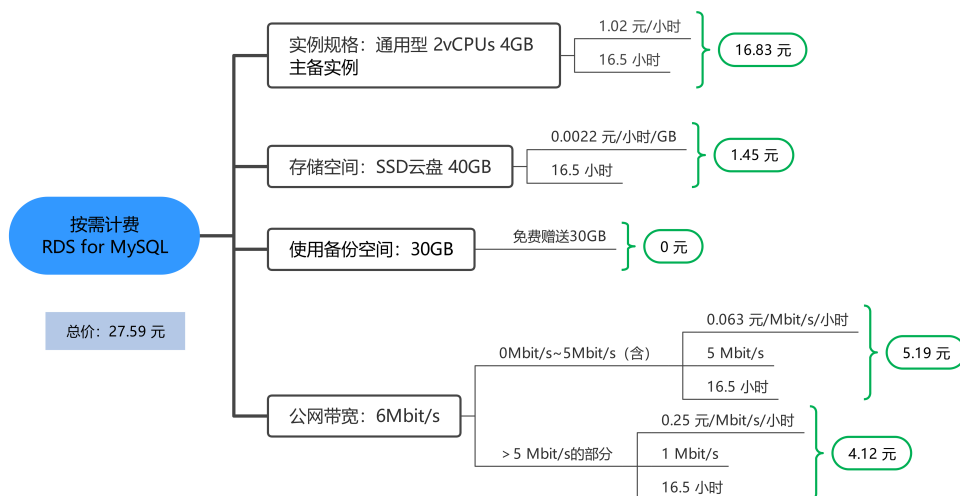 按需计费
RDS for MySQL
总价：27.59 元
实例规格：通用型 2vCPUs 4GB
主备实例
1.02 元/小时
16.5 小时
16.83 元
存储空间：SSD云盘 40GB
0.0022 元/小时/GB
16.5 小时
1.45 元
使用备份空间：30GB
免费赠送30GB
0 元
公网带宽：6Mbit/s
0Mbit/s~5Mbit/s（含）
0.063 元/Mbit/s/小时
5 Mbit/s
16.5 小时
5.19 元
＞5 Mbit/s的部分
0.25 元/Mbit/s/小时
1 Mbit/s
16.5 小时
4.12 元